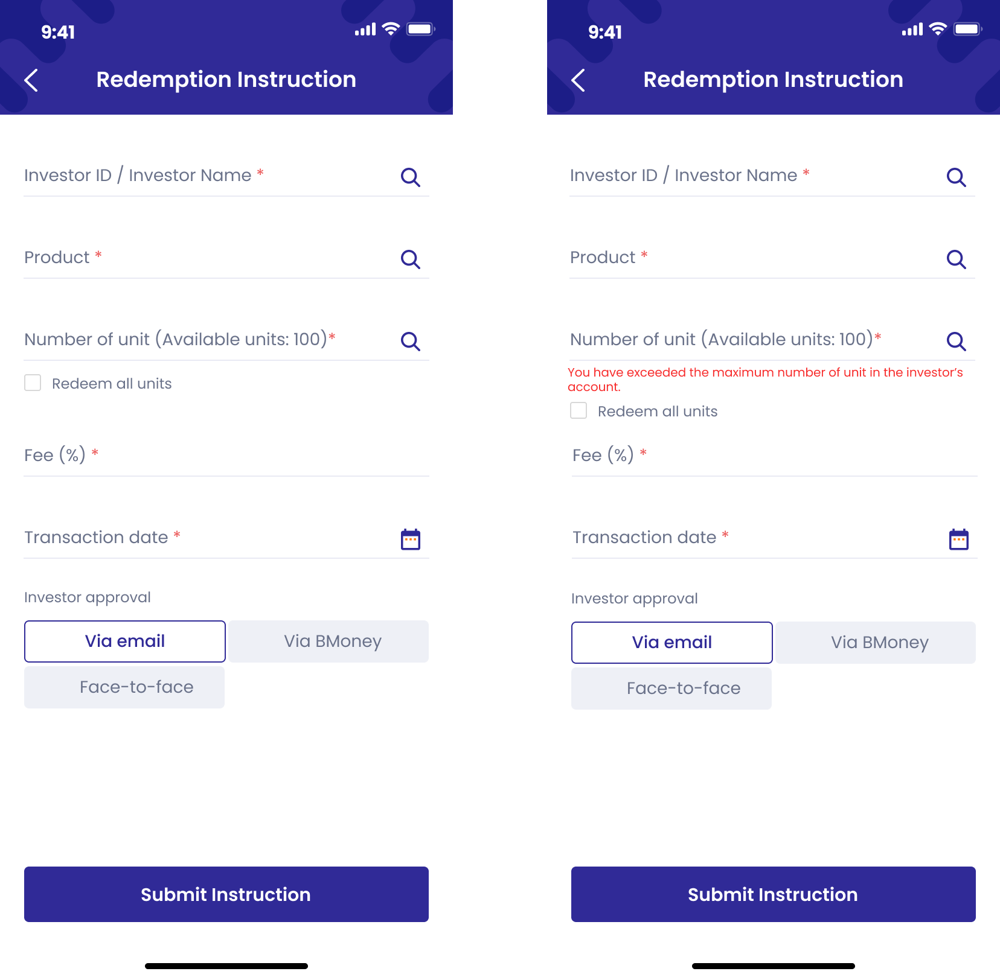 9:41
Redemption Instruction
Investor ID / Investor Name *
Product *
Number of unit (Available units: 100)*
Redeem all units
Fee (%) *
Transaction date *
Investor approval
Via email
Via BMoney
Face-to-face
Submit Instruction
9:41
Redemption Instruction
Investor ID / Investor Name *
Product *
Number of unit (Available units: 100)*
You have exceeded the maximum number of unit in the investor’s
account.
Redeem all units
Fee (%) *
Transaction date *
Investor approval
Via email
Via BMoney
Face-to-face
Submit Instruction